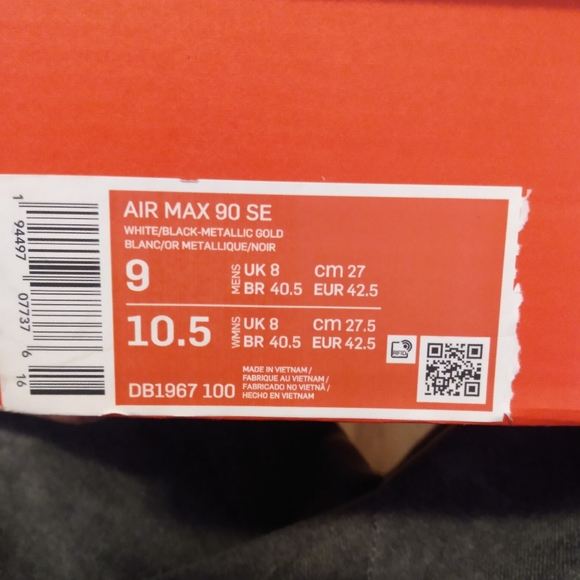 AIR MAX 90 SE
WHITE/BLACK-METALLIC GOLD
BLANC/OR METALLIQUE/NOIR
9 MENS UK 8 cm 27
BR 40.5 EUR 42.5
10.5 WMNS UK 8 cm 27.5
BR 40.5 EUR 42.5
RFID
DB1967 100
MADE IN VIETNAM /
FABRIQUE AU VIETNAM /
FABRICADO NO VIETNÃ /
HECHO EN VIETNAM
1 94497 07737 6
16